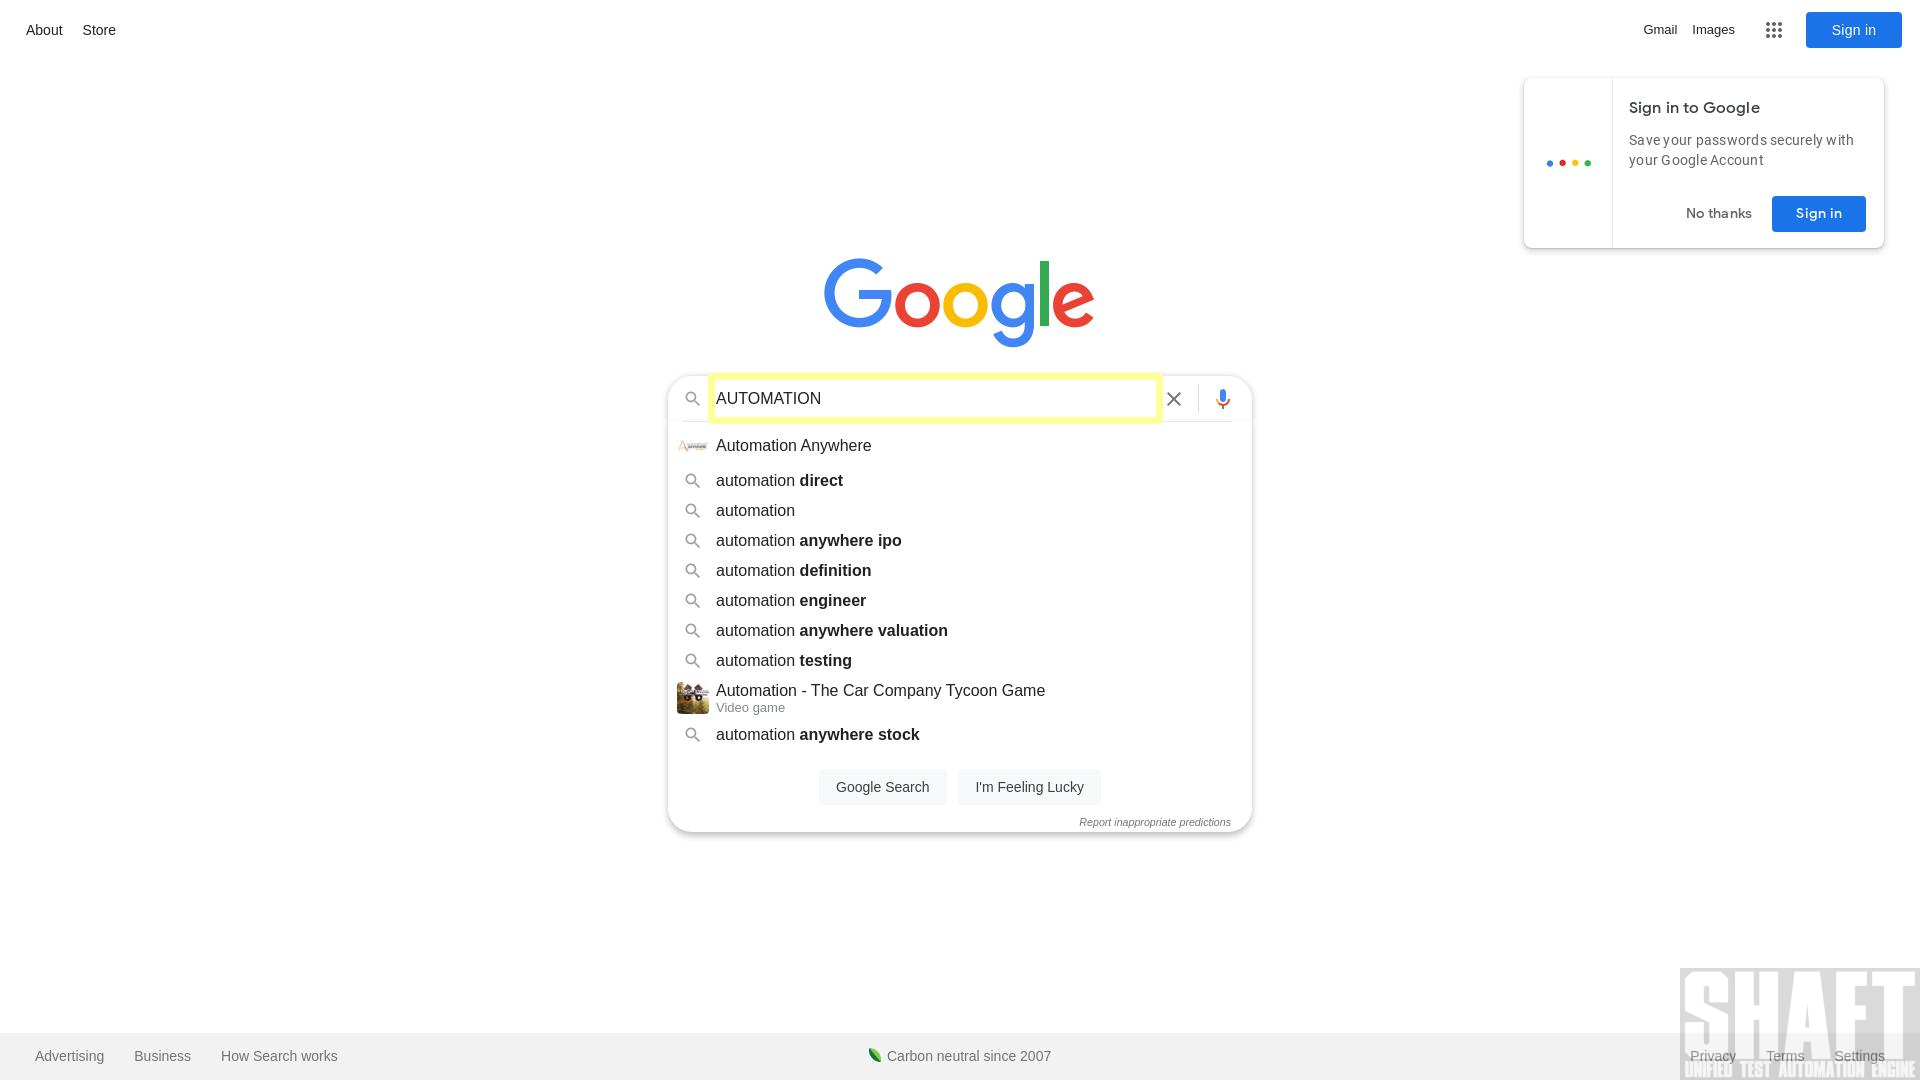 About
Store
Gmail
Images
Sign in
Sign in to Google
Save your passwords securely with
your Google Account
No thanks
Sign in
Google
AUTOMATION
Automation Anywhere
automation direct
automation
automation anywhere ipo
automation definition
automation engineer
automation anywhere valuation
automation testing
Automation - The Car Company Tycoon Game
Video game
automation anywhere stock
Google Search
I'm Feeling Lucky
Report inappropriate predictions
Advertising
Business
How Search works
Carbon neutral since 2007
Privacy
Terms
Settings
SHAFT
UNIFIED TEST AUTOMATION ENGINE